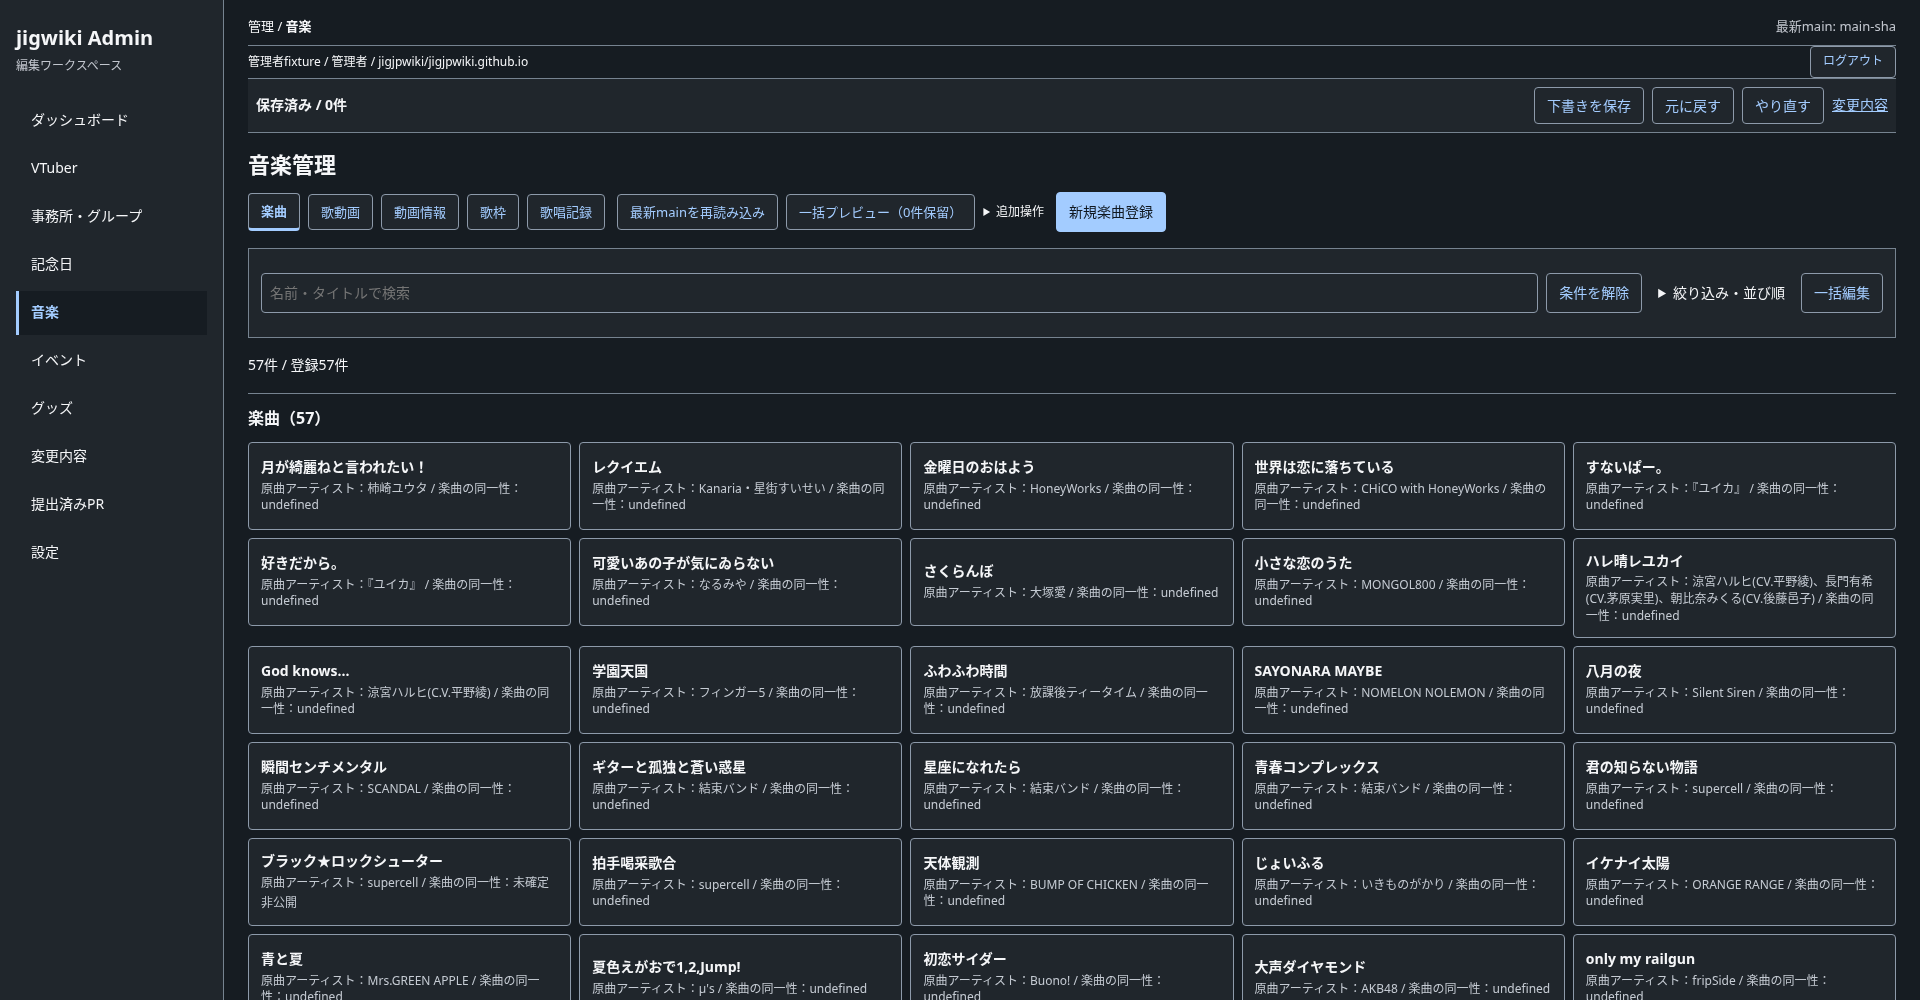 jigwiki Admin
編集ワークスペース
ダッシュボード
VTuber
事務所・グループ
記念日
音楽
イベント
グッズ
変更内容
提出済みPR
設定
管理 / 音楽
最新main: main-sha
管理者fixture / 管理者 / jigjpwiki/jigjpwiki.github.io
ログアウト
保存済み / 0件
下書きを保存
元に戻す
やり直す
変更内容
音楽管理
楽曲
歌動画
動画情報
歌枠
歌唱記録
最新mainを再読み込み
一括プレビュー（0件保留）
▶ 追加操作
新規楽曲登録
名前・タイトルで検索
条件を解除
▶ 絞り込み・並び順
一括編集
57件 / 登録57件
楽曲（57）
月が綺麗ねと言われたい！
原曲アーティスト：柿崎ユウタ / 楽曲の同一性：
undefined
レクイエム
原曲アーティスト：Kanaria・星街すいせい / 楽曲の同
一性：undefined
金曜日のおはよう
原曲アーティスト：HoneyWorks / 楽曲の同一性：
undefined
世界は恋に落ちている
原曲アーティスト：CHiCO with HoneyWorks / 楽曲の
同一性：undefined
すないぱー。
原曲アーティスト：『ユイカ』 / 楽曲の同一性：
undefined
好きだから。
原曲アーティスト：『ユイカ』 / 楽曲の同一性：
undefined
可愛いあの子が気にゐらない
原曲アーティスト：なるみや / 楽曲の同一性：
undefined
さくらんぼ
原曲アーティスト：大塚愛 / 楽曲の同一性：undefined
小さな恋のうた
原曲アーティスト：MONGOL800 / 楽曲の同一性：
undefined
ハレ晴レユカイ
原曲アーティスト：涼宮ハルヒ(CV.平野綾)、長門有希
(CV.茅原実里)、朝比奈みくる(CV.後藤邑子) / 楽曲の同
一性：undefined
God knows...
原曲アーティスト：涼宮ハルヒ(C.V.平野綾) / 楽曲の同
一性：undefined
学園天国
原曲アーティスト：フィンガー5 / 楽曲の同一性：
undefined
ふわふわ時間
原曲アーティスト：放課後ティータイム / 楽曲の同一
性：undefined
SAYONARA MAYBE
原曲アーティスト：NOMELON NOLEMON / 楽曲の同
一性：undefined
八月の夜
原曲アーティスト：Silent Siren / 楽曲の同一性：
undefined
瞬間センチメンタル
原曲アーティスト：SCANDAL / 楽曲の同一性：
undefined
ギターと孤独と蒼い惑星
原曲アーティスト：結束バンド / 楽曲の同一性：
undefined
星座になれたら
原曲アーティスト：結束バンド / 楽曲の同一性：
undefined
青春コンプレックス
原曲アーティスト：結束バンド / 楽曲の同一性：
undefined
君の知らない物語
原曲アーティスト：supercell / 楽曲の同一性：
undefined
ブラック★ロックシューター
原曲アーティスト：supercell / 楽曲の同一性：未確定
非公開
拍手喝采歌合
原曲アーティスト：supercell / 楽曲の同一性：
undefined
天体観測
原曲アーティスト：BUMP OF CHICKEN / 楽曲の同一
性：undefined
じょいふる
原曲アーティスト：いきものがかり / 楽曲の同一性：
undefined
イケナイ太陽
原曲アーティスト：ORANGE RANGE / 楽曲の同一性：
undefined
青と夏
原曲アーティスト：Mrs.GREEN APPLE / 楽曲の同一
性：undefined
夏色えがおで1,2,Jump!
原曲アーティスト：μ's / 楽曲の同一性：undefined
初恋サイダー
原曲アーティスト：Buono! / 楽曲の同一性：
undefined
大声ダイヤモンド
原曲アーティスト：AKB48 / 楽曲の同一性：undefined
only my railgun
原曲アーティスト：fripSide / 楽曲の同一性：
undefined